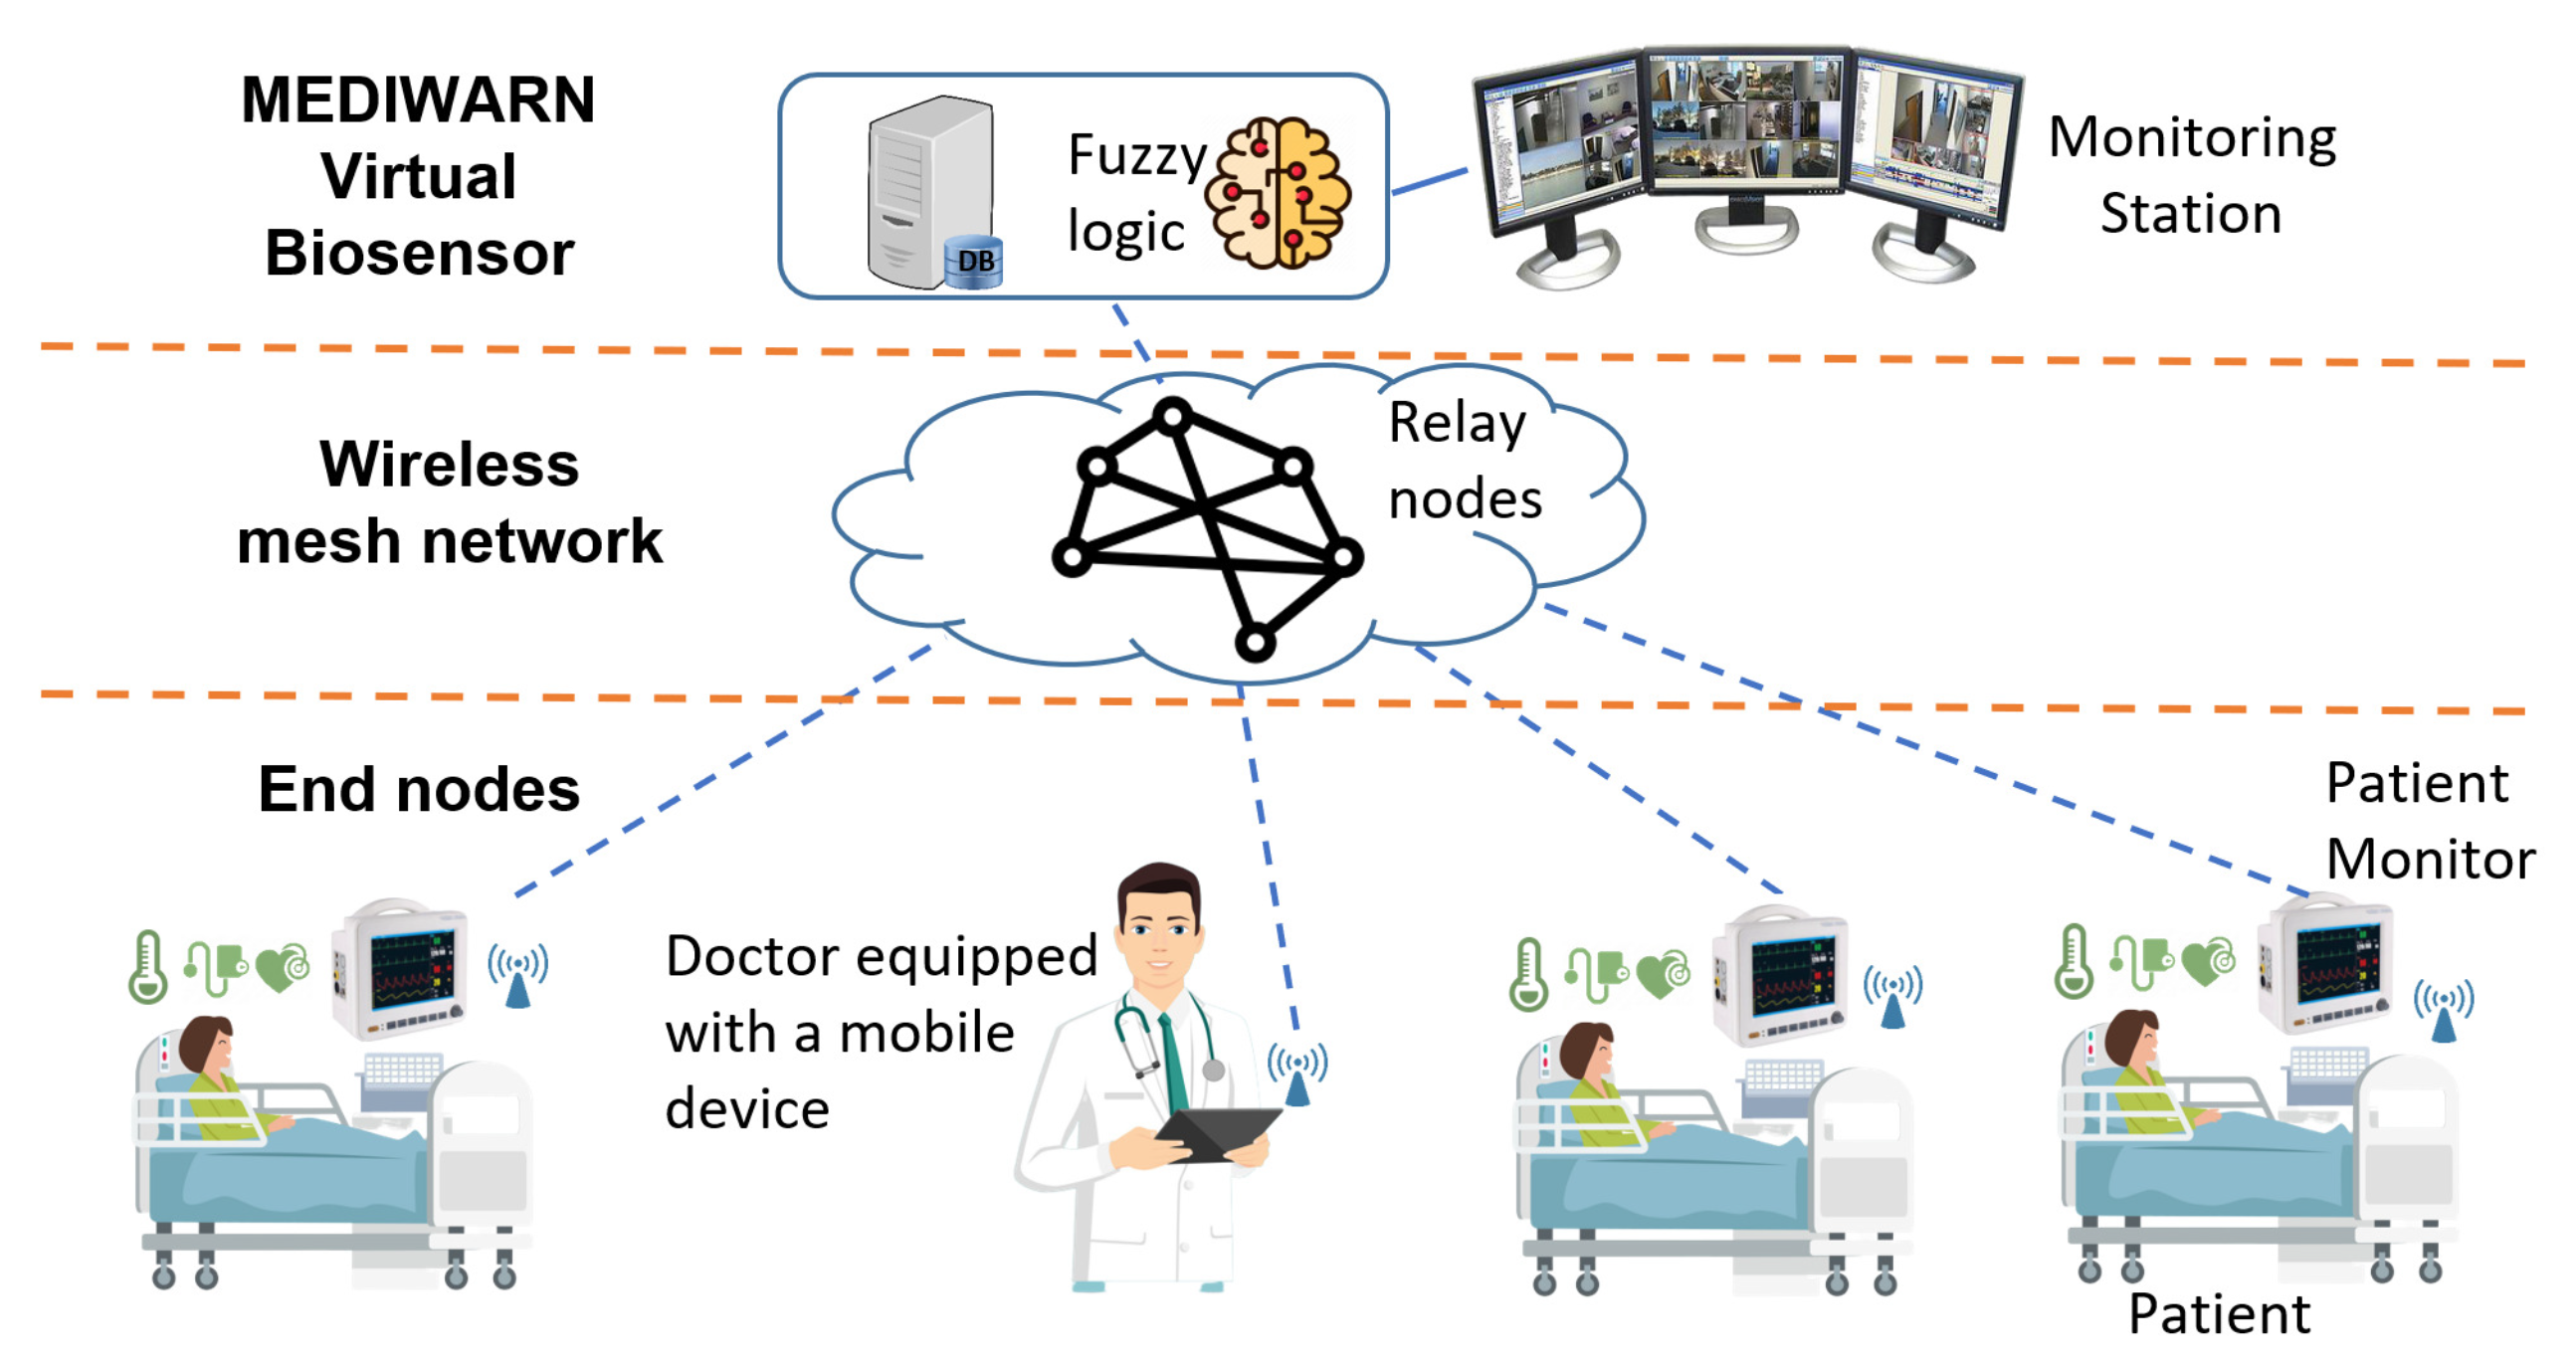 MEDIWARN
Virtual
Biosensor
DB
Fuzzy
logic
Monitoring
Station
Wireless
mesh network
Relay
nodes
End nodes
Patient
Monitor
Doctor equipped
with a mobile
device
Patient